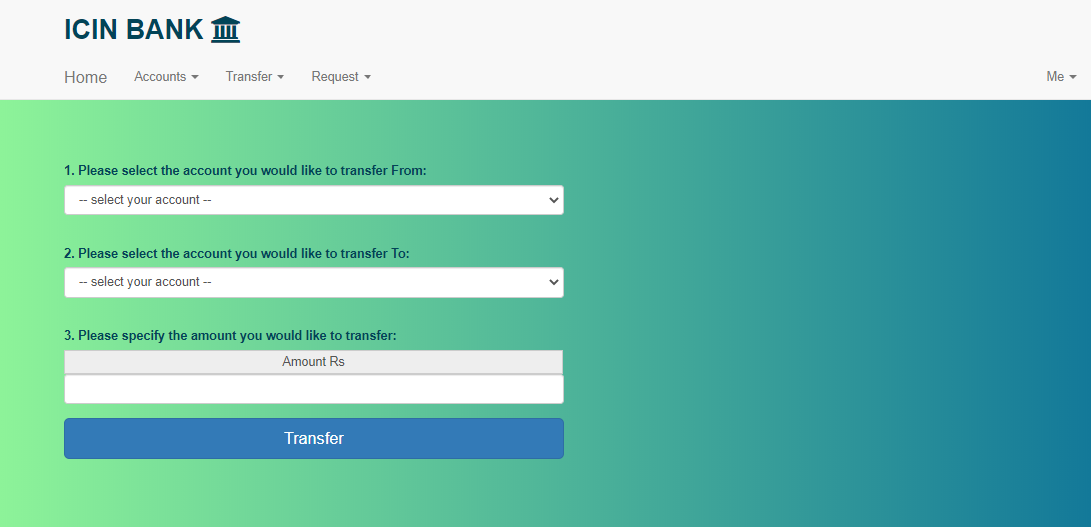 ICIN BANK
Home Accounts Transfer Request Me
1. Please select the account you would like to transfer From:
-- select your account --
2. Please select the account you would like to transfer To:
-- select your account --
3. Please specify the amount you would like to transfer:
Amount Rs
Transfer